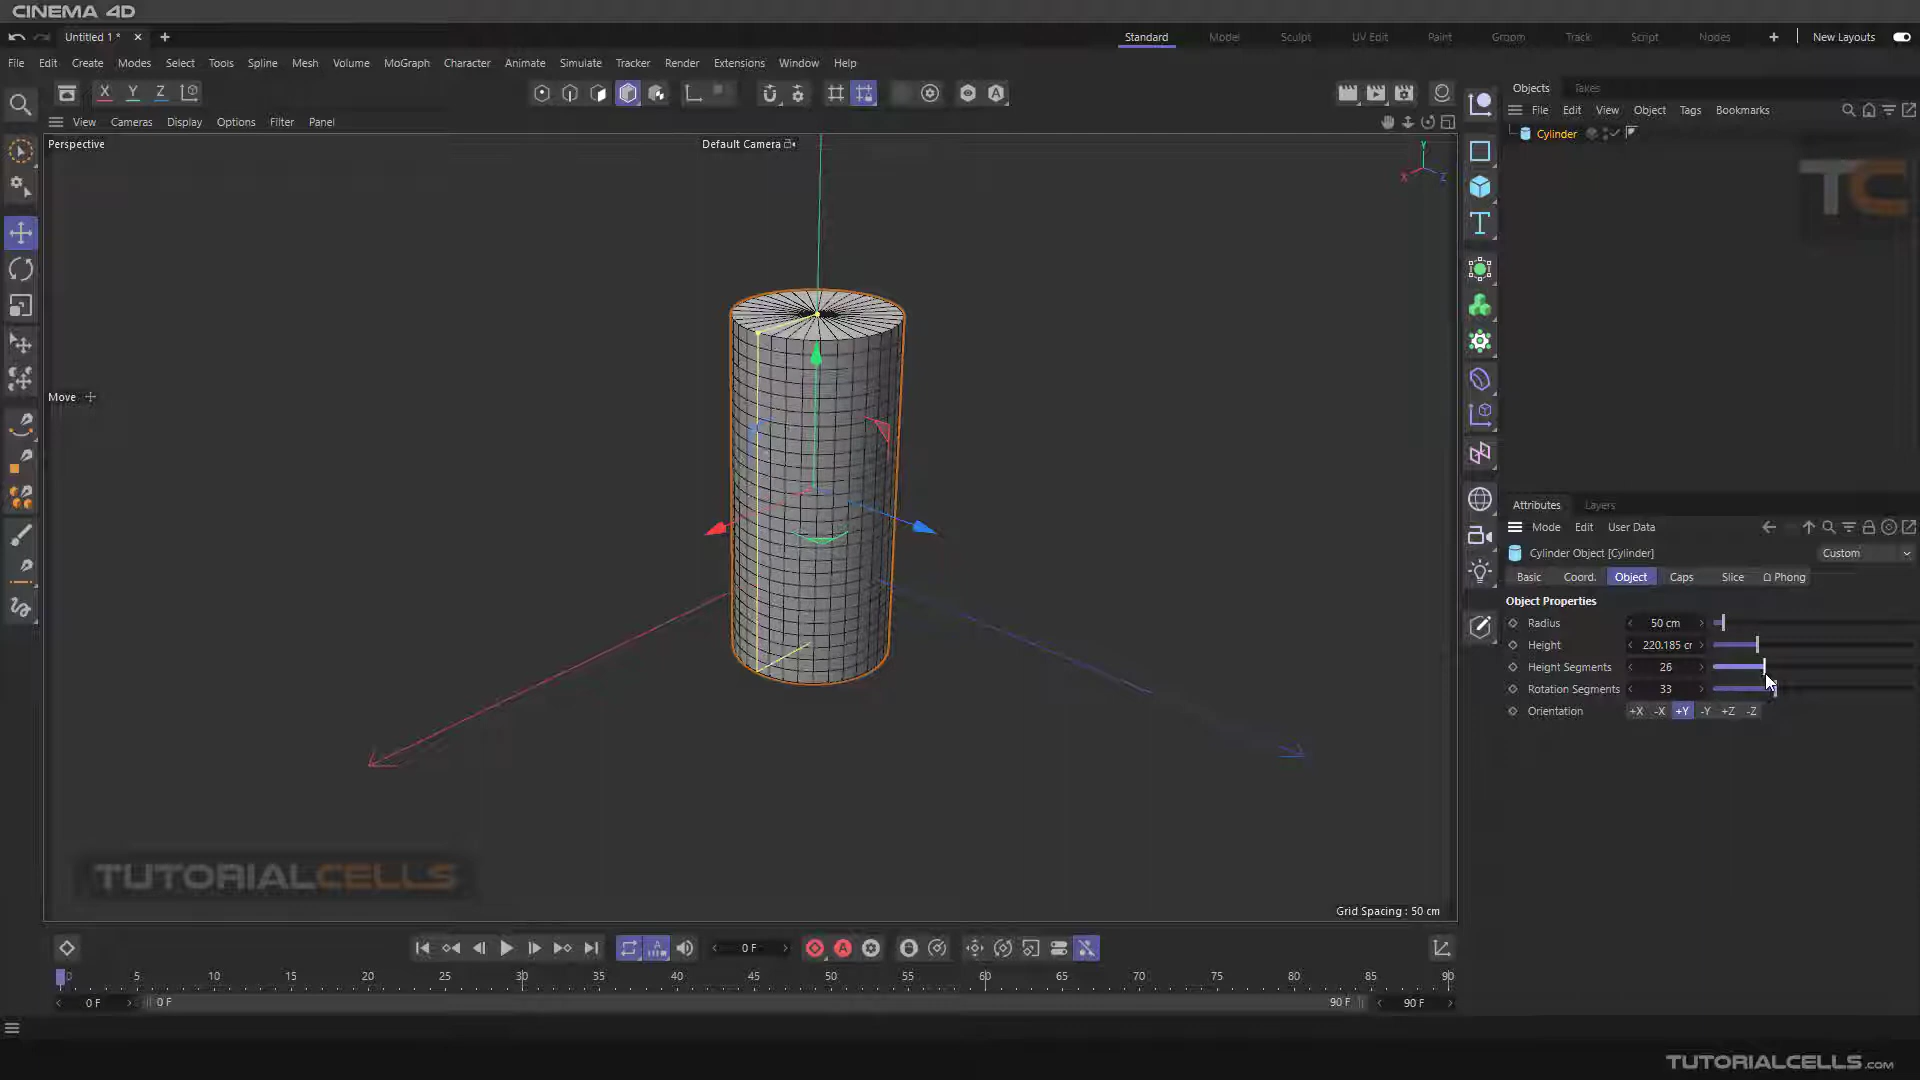 CINEMA 4D
Untitled 1 *
Standard Model Sculpt UV Edit Paint Groom Track Script Nodes New Layouts
File Edit Create Modes Select Tools Spline Mesh Volume MoGraph Character Animate Simulate Tracker Render Extensions Window Help
X Y Z
View Cameras Display Options Filter Panel
Perspective
Default Camera
Y
X Z
Move
TUTORIALCELLS
Grid Spacing : 50 cm
Objects Takes
File Edit View Object Tags Bookmarks
Cylinder
TC
Attributes Layers
Mode Edit User Data
Cylinder Object [Cylinder] Custom
Basic Coord. Object Caps Slice Phong
Object Properties
Radius 50 cm
Height 220.185 cr
Height Segments 26
Rotation Segments 33
Orientation +X -X +Y -Y +Z -Z
0 F
0 5 10 15 20 25 30 35 40 45 50 55 60 65 70 75 80 85 90
0 F 0 F 90 F 90 F
TUTORIALCELLS.COM